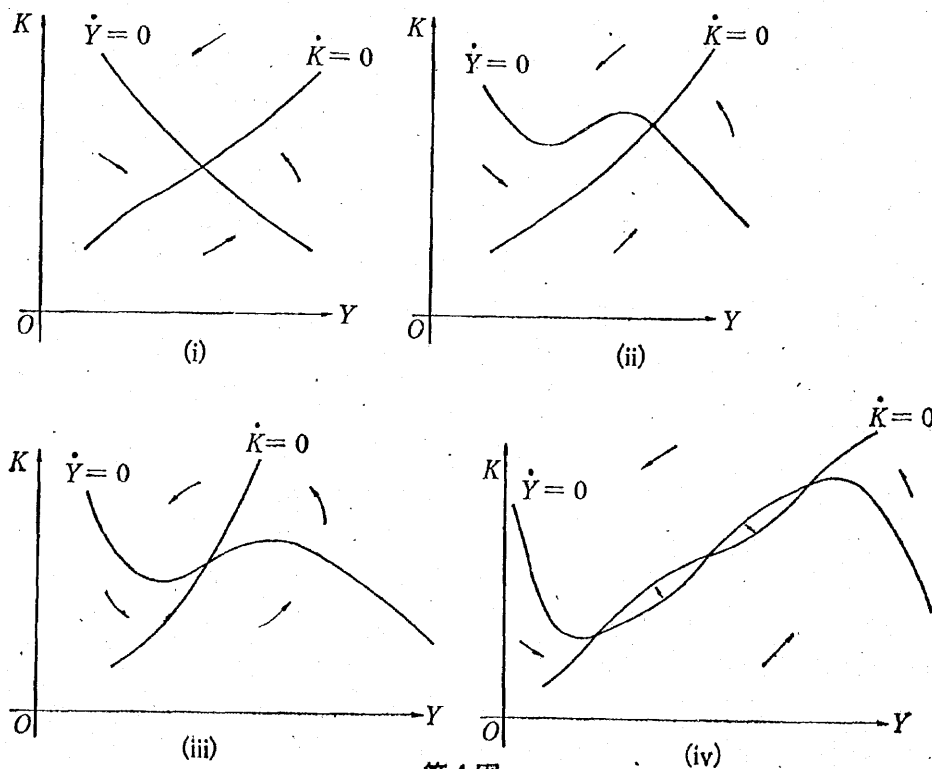 K
Ẏ = 0
K̇ = 0
O
Y
(i)
K
Ẏ = 0
K̇ = 0
O
Y
(ii)
K
Ẏ = 0
K̇ = 0
O
Y
(iii)
K
Ẏ = 0
K̇ = 0
O
Y
(iv)